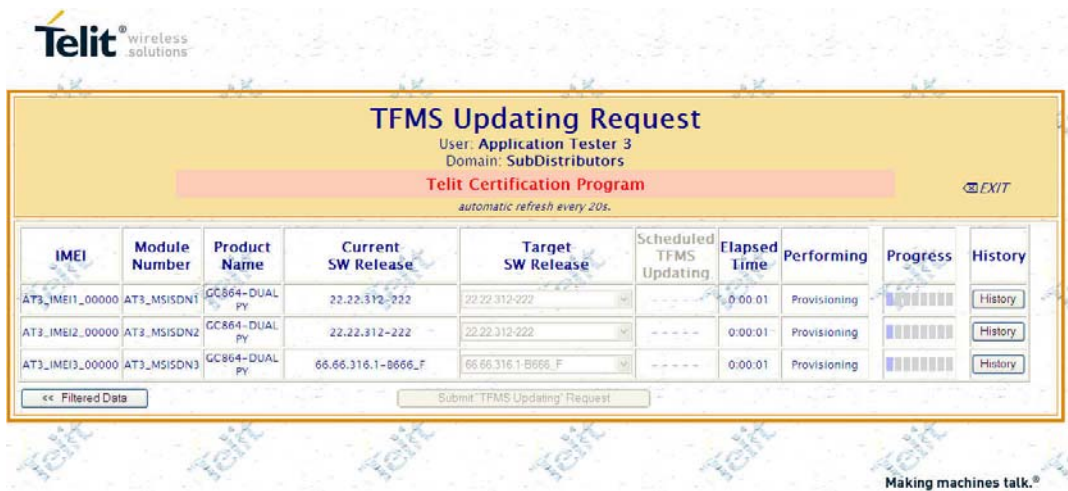 Telit® wireless solutions
TFMS Updating Request
User: Application Tester 3
Domain: SubDistributors
Telit Certification Program
EXIT
automatic refresh every 20s.
IMEI Module Number Product Name Current SW Release Target SW Release Scheduled TFMS Updating Elapsed Time Performing Progress History
AT3_IMEI1_00000 AT3_MSISDN1 GC864-DUAL PY 22.22.312-222 22.22.312-222 - - - - - 0:00:01 Provisioning History
AT3_IMEI2_00000 AT3_MSISDN2 GC864-DUAL PY 22.22.312-222 22.22.312-222 - - - - - 0:00:01 Provisioning History
AT3_IMEI3_00000 AT3_MSISDN3 GC864-DUAL PY 66.66.316.1-B666_F 66.66.316.1-B666_F - - - - - 0:00:01 Provisioning History
<< Filtered Data Submit "TFMS Updating" Request
Making machines talk.®